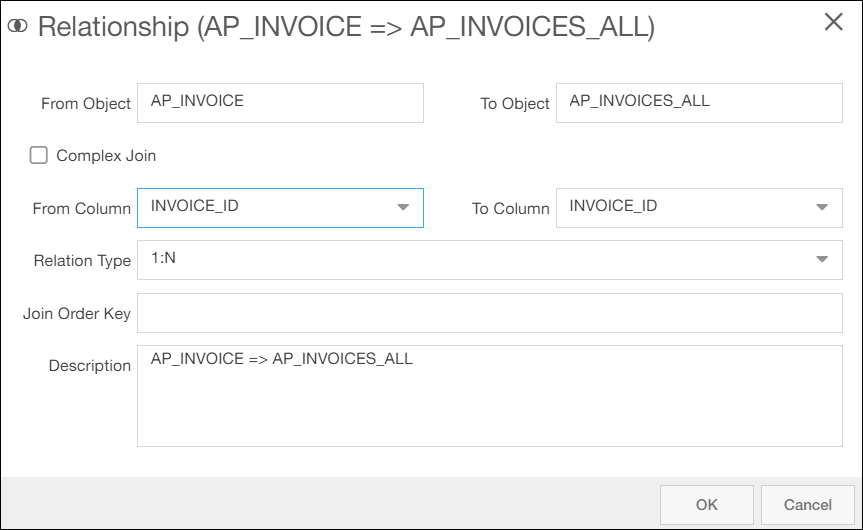 Relationship (AP_INVOICE => AP_INVOICES_ALL)
From Object AP_INVOICE To Object AP_INVOICES_ALL
Complex Join
From Column INVOICE_ID To Column INVOICE_ID
Relation Type 1:N
Join Order Key
Description AP_INVOICE => AP_INVOICES_ALL
OK Cancel